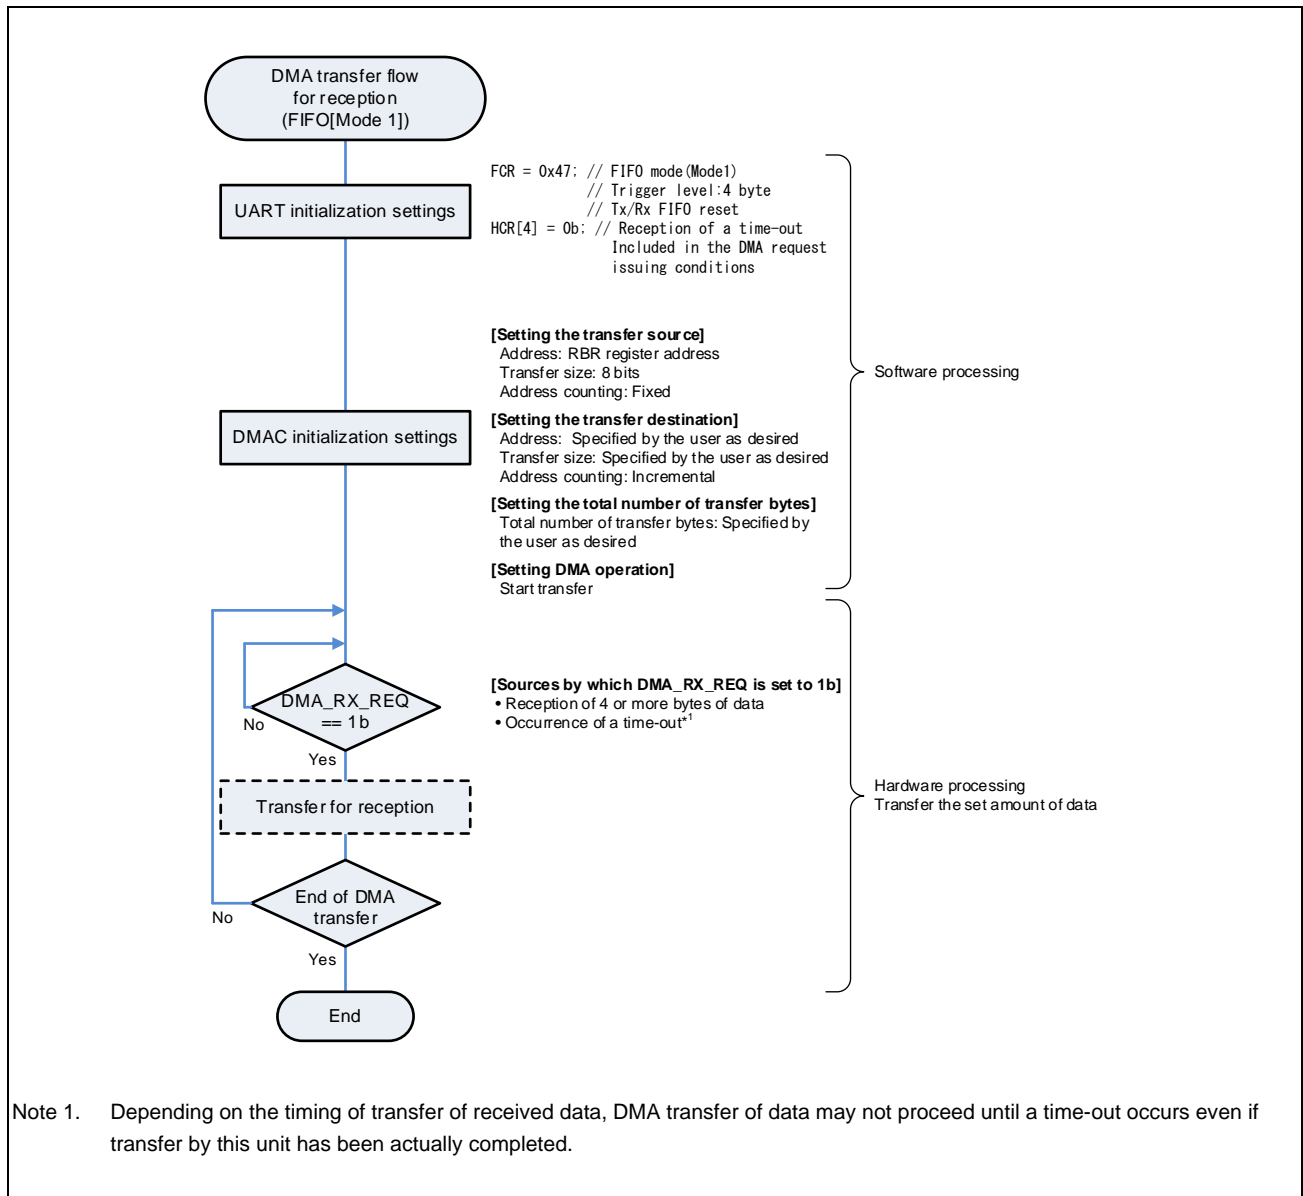 DMA transfer flow
for reception
(FIFO[Mode 1])
UART initialization settings
FCR = 0x47; // FIFO mode(Mode1)
// Trigger level:4 byte
// Tx/Rx FIFO reset
HCR[4] = 0b; // Reception of a time-out
Included in the DMA request
issuing conditions
[Setting the transfer source]
Address: RBR register address
Transfer size: 8 bits
Address counting: Fixed
Software processing
DMAC initialization settings
[Setting the transfer destination]
Address: Specified by the user as desired
Transfer size: Specified by the user as desired
Address counting: Incremental
[Setting the total number of transfer bytes]
Total number of transfer bytes: Specified by
the user as desired
[Setting DMA operation]
Start transfer
DMA_RX_REQ
== 1b
No
Yes
[Sources by which DMA_RX_REQ is set to 1b]
• Reception of 4 or more bytes of data
• Occurrence of a time-out*1
Transfer for reception
Hardware processing
Transfer the set amount of data
End of DMA
transfer
No
Yes
End
Note 1. Depending on the timing of transfer of received data, DMA transfer of data may not proceed until a time-out occurs even if
transfer by this unit has been actually completed.